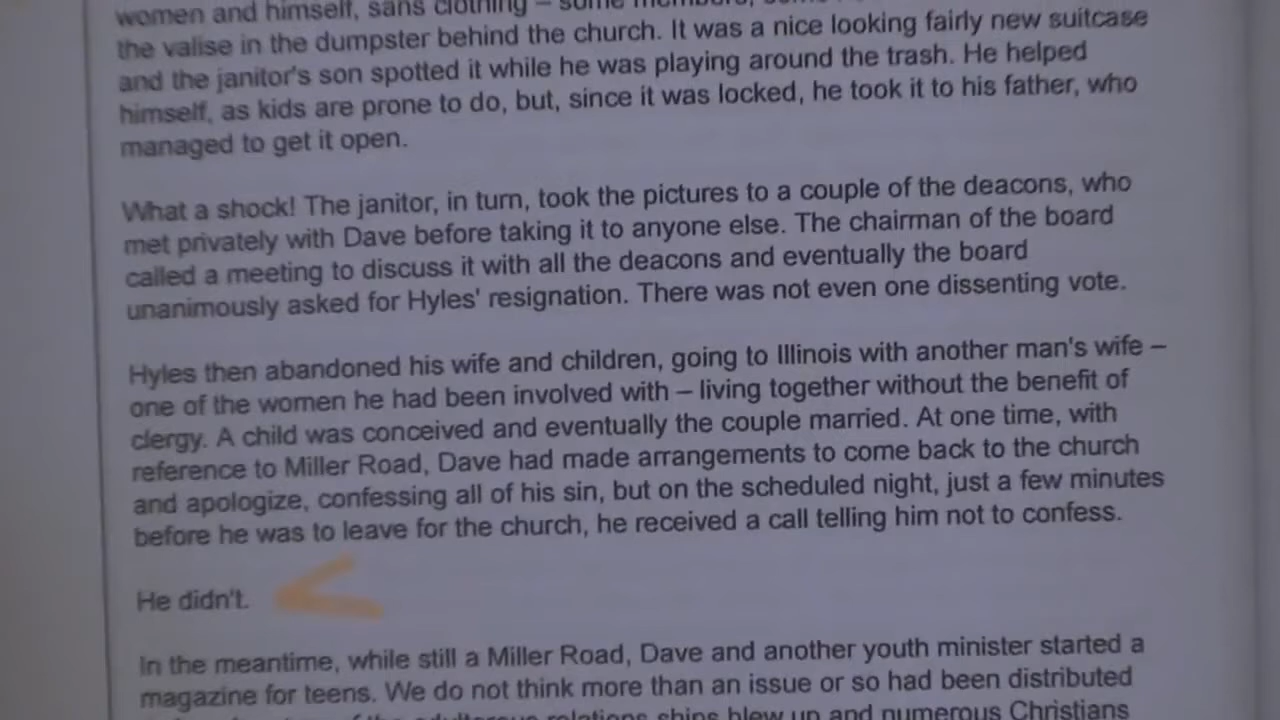 women and himself, sans clothing – some members, some
the valise in the dumpster behind the church. It was a nice looking fairly new suitcase
and the janitor's son spotted it while he was playing around the trash. He helped
himself, as kids are prone to do, but, since it was locked, he took it to his father, who
managed to get it open.
What a shock! The janitor, in turn, took the pictures to a couple of the deacons, who
met privately with Dave before taking it to anyone else. The chairman of the board
called a meeting to discuss it with all the deacons and eventually the board
unanimously asked for Hyles' resignation. There was not even one dissenting vote.
Hyles then abandoned his wife and children, going to Illinois with another man's wife –
one of the women he had been involved with – living together without the benefit of
clergy. A child was conceived and eventually the couple married. At one time, with
reference to Miller Road, Dave had made arrangements to come back to the church
and apologize, confessing all of his sin, but on the scheduled night, just a few minutes
before he was to leave for the church, he received a call telling him not to confess.
He didn't.
In the meantime, while still a Miller Road, Dave and another youth minister started a
magazine for teens. We do not think more than an issue or so had been distributed
of the adulterous relations ships blew up and numerous Christians